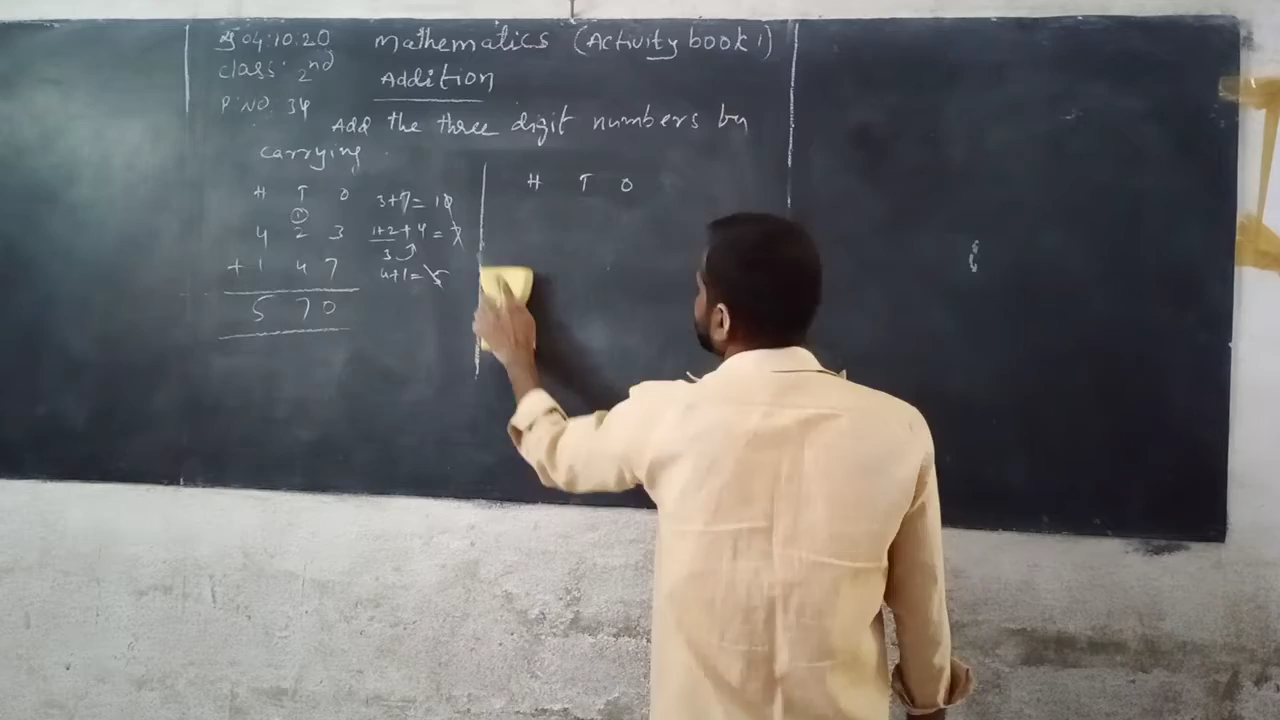 04:10:20 Mathematics (Activity book 1)
class: 2nd Addition
P.NO. 34
Add the three digit numbers by
carrying
H T O 3+7=10
1
4 2 3 1+2+4=7
3
+ 1 4 7 4+1=5
5 7 0
H T O